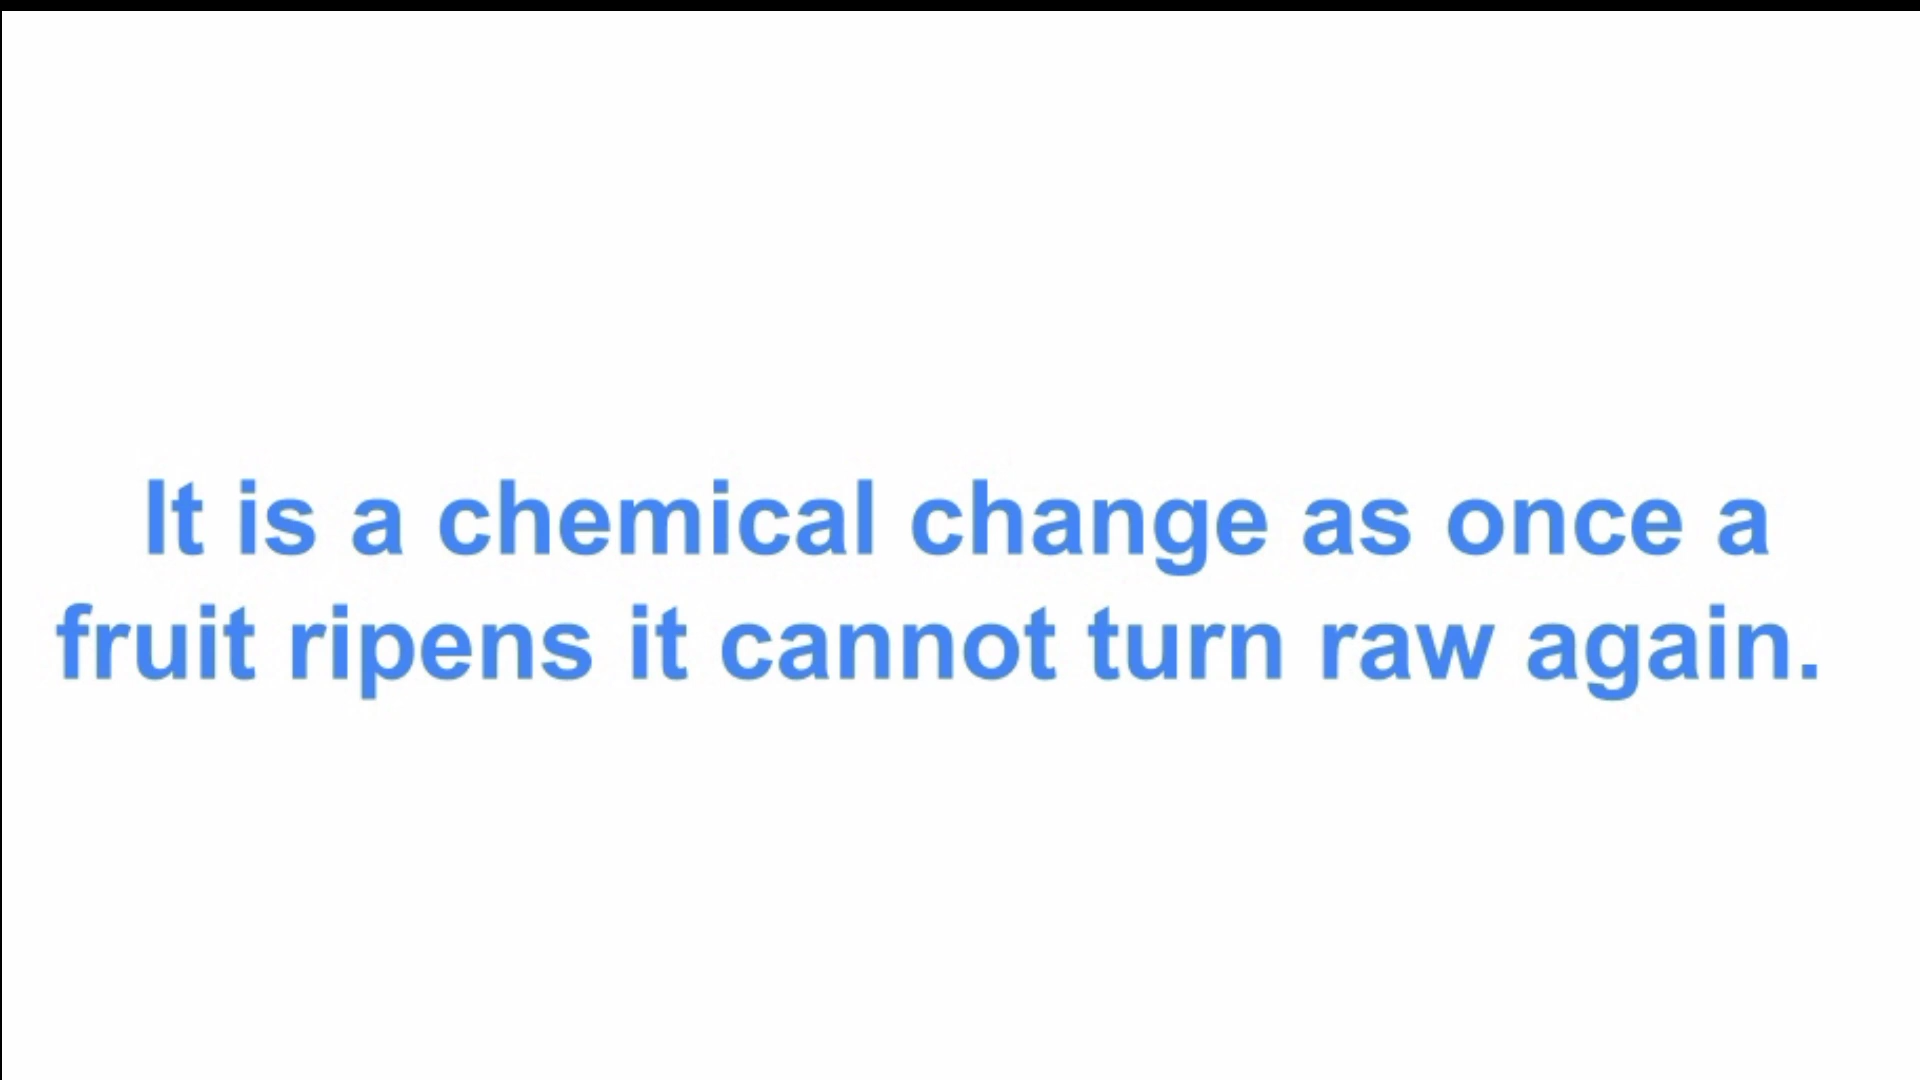 It is a chemical change as once a
fruit ripens it cannot turn raw again.